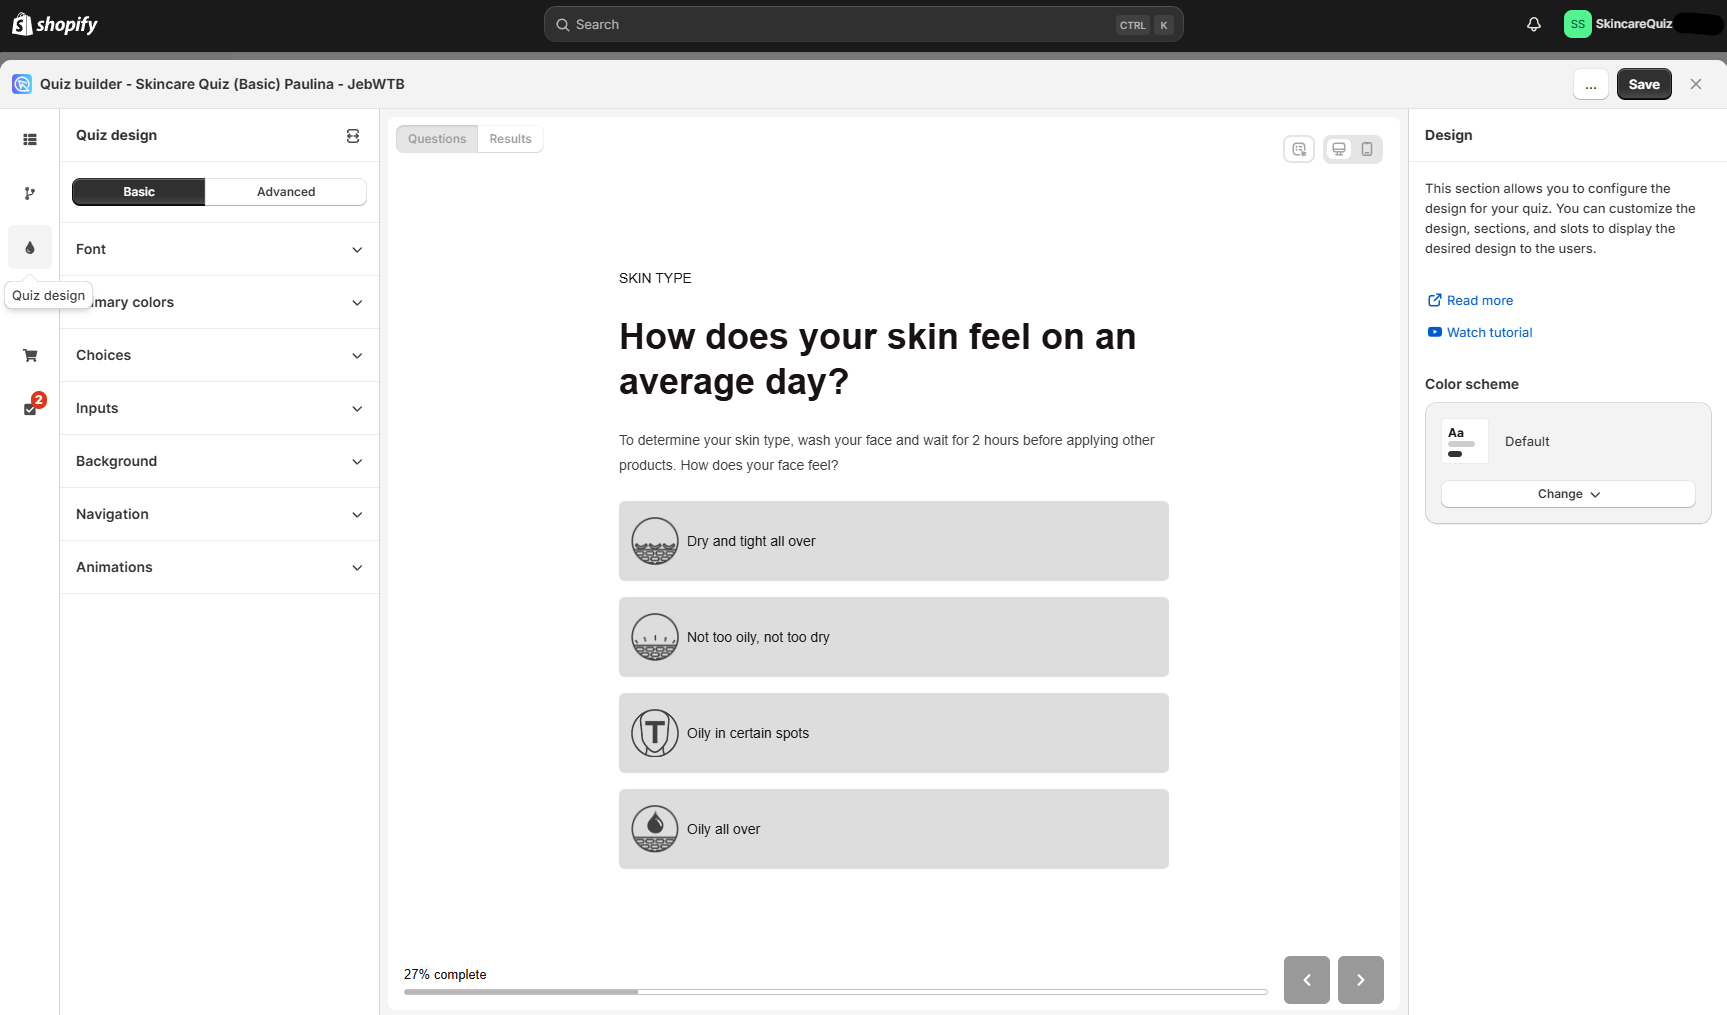 shopify
Search
CTRL K
SS
SkincareQuiz
Quiz builder - Skincare Quiz (Basic) Paulina - JebWTB
...
Save
Quiz design
Basic
Advanced
Font
Quiz design
mary colors
Choices
2
Inputs
Background
Navigation
Animations
Questions
Results
SKIN TYPE
How does your skin feel on an
average day?
To determine your skin type, wash your face and wait for 2 hours before applying other
products. How does your face feel?
Dry and tight all over
Not too oily, not too dry
T
Oily in certain spots
Oily all over
27% complete
Design
This section allows you to configure the
design for your quiz. You can customize the
design, sections, and slots to display the
desired design to the users.
Read more
Watch tutorial
Color scheme
Aa
Default
Change